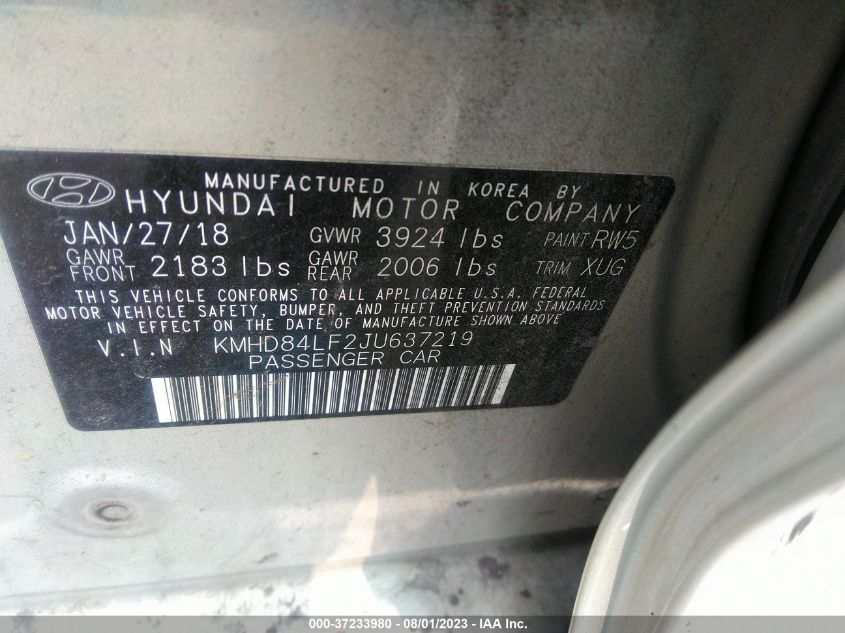 MANUFACTURED IN KOREA BY
HYUNDAI MOTOR COMPANY
JAN/27/18 GVWR 3924 lbs PAINT RW5
GAWR FRONT 2183 lbs GAWR REAR 2006 lbs TRIM XUG
THIS VEHICLE CONFORMS TO ALL APPLICABLE U.S.A. FEDERAL
MOTOR VEHICLE SAFETY, BUMPER, AND THEFT PREVENTION STANDARDS
IN EFFECT ON THE DATE OF MANUFACTURE SHOWN ABOVE
V.I.N KMHD84LF2JU637219
PASSENGER CAR
000-37233980 - 08/01/2023 - IAA Inc.